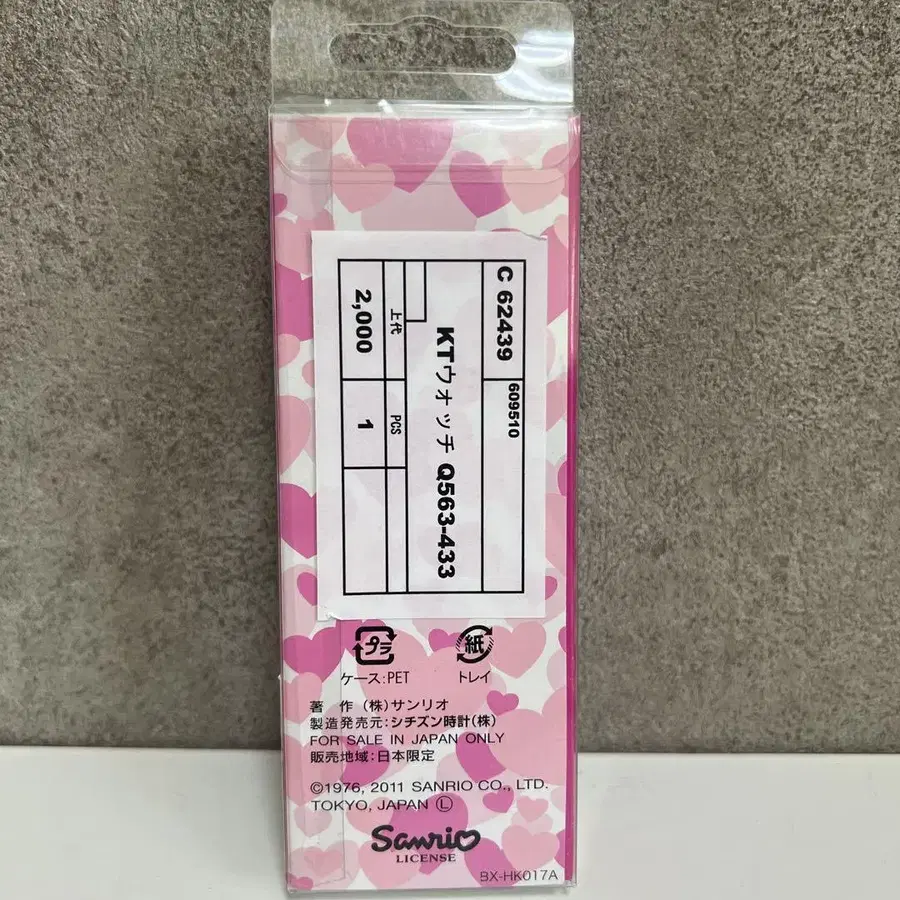 C 62439
609510
KTウォッチ Q563-433
上代
PCS
2,000
1
プラ
紙
ケース:PET
トレイ
著 作 (株)サンリオ
製造発売元:シチズン時計(株)
FOR SALE IN JAPAN ONLY
販売地域:日本限定
©1976, 2011 SANRIO CO., LTD.
TOKYO, JAPAN Ⓛ
Sanrio
LICENSE
BX-HK017A